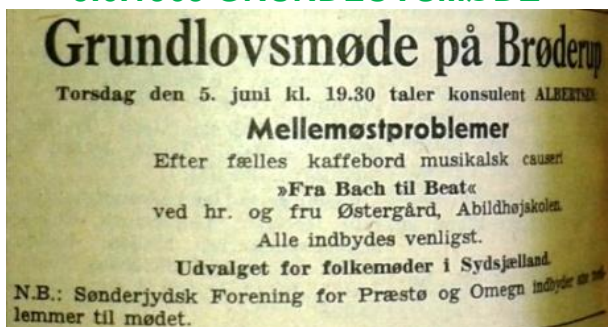 Grundlovsmøde på Brøderup
Torsdag den 5. juni kl. 19.30 taler konsulent ALBERTSEN:
Mellemøstproblemer
Efter fælles kaffebord musikalsk causeri
»Fra Bach til Beat«
ved hr. og fru Østergård, Abildhøjskolen.
Alle indbydes venligst.
Udvalget for folkemøder i Sydsjælland.
N.B.: Sønderjydsk Forening for Præstø og Omegn indbyder
lemmer til mødet.